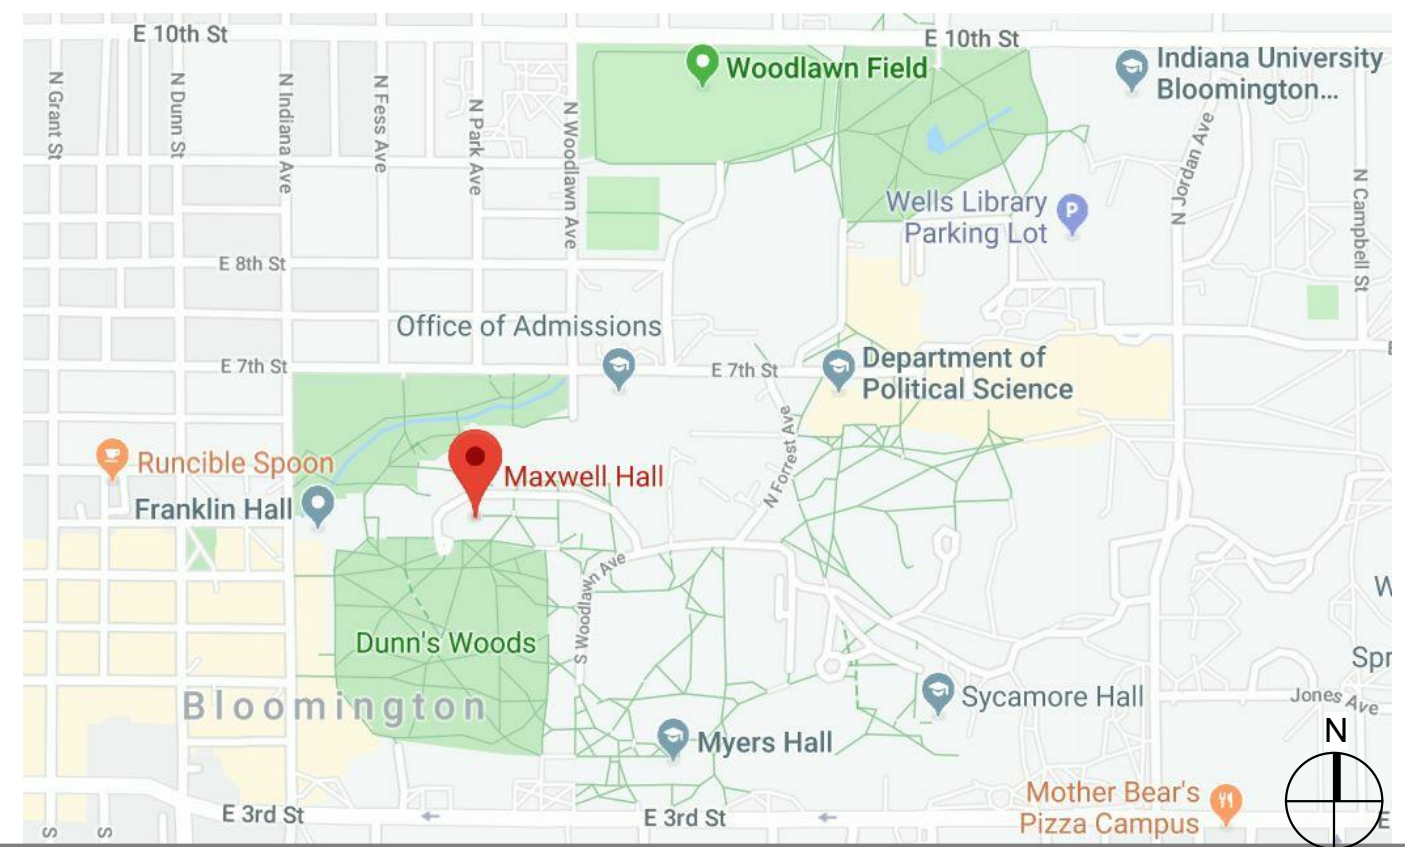 E 10th St
E 10th St
Woodlawn Field
Indiana University
Bloomington...
N Grant St
N Dunn St
N Indiana Ave
N Fess Ave
N Park Ave
N Woodlawn Ave
N Jordan Ave
N Campbell St
Wells Library
Parking Lot
P
E 8th St
Office of Admissions
E 7th St
E 7th St
Department of
Political Science
N Forrest Ave
Runcible Spoon
Maxwell Hall
Franklin Hall
S Woodlawn Ave
Dunn's Woods
W
Spr
Bloomington
Sycamore Hall
Jones Ave
N
Myers Hall
Mother Bear's
Pizza Campus
E 3rd St
E 3rd St
E
S
S